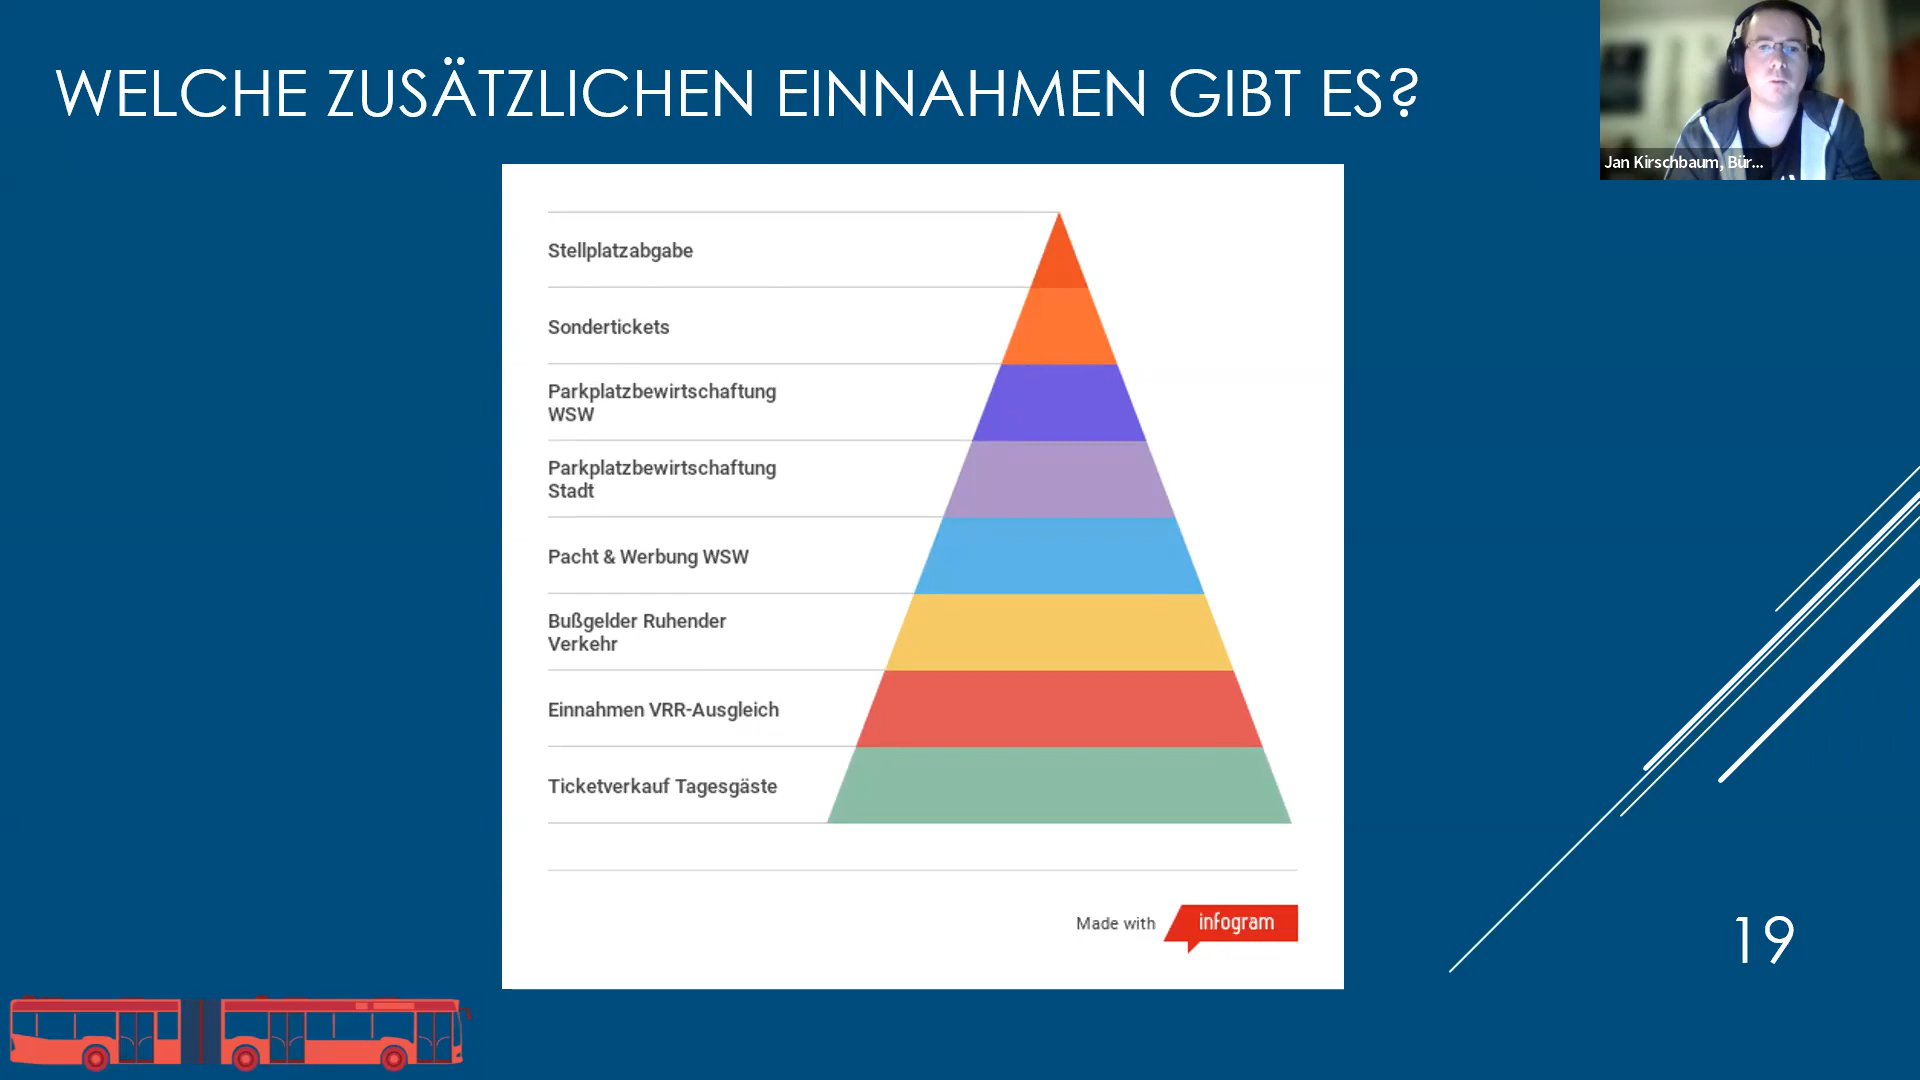 WELCHE ZUSÄTZLICHEN EINNAHMEN GIBT ES?
Jan Kirschbaum, Bür...
Stellplatzabgabe
Sondertickets
Parkplatzbewirtschaftung
WSW
Parkplatzbewirtschaftung
Stadt
Pacht & Werbung WSW
Bußgelder Ruhender
Verkehr
Einnahmen VRR-Ausgleich
Ticketverkauf Tagesgäste
Made with infogram
19